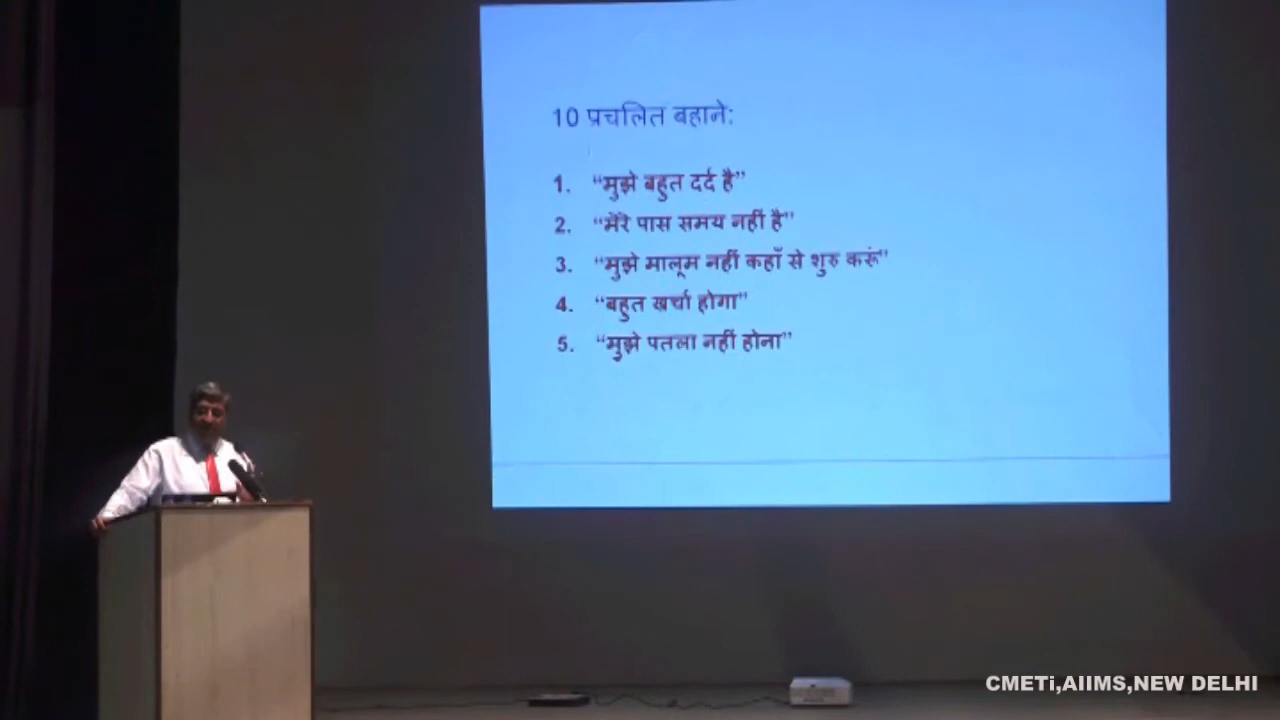 10 प्रचलित बहाने:
1. “मुझे बहुत दर्द है”
2. “मेरे पास समय नहीं है”
3. “मुझे मालूम नहीं कहाँ से शुरु करूं”
4. “बहुत खर्चा होगा”
5. “मुझे पतला नहीं होना”
CMETi,AIIMS,NEW DELHI